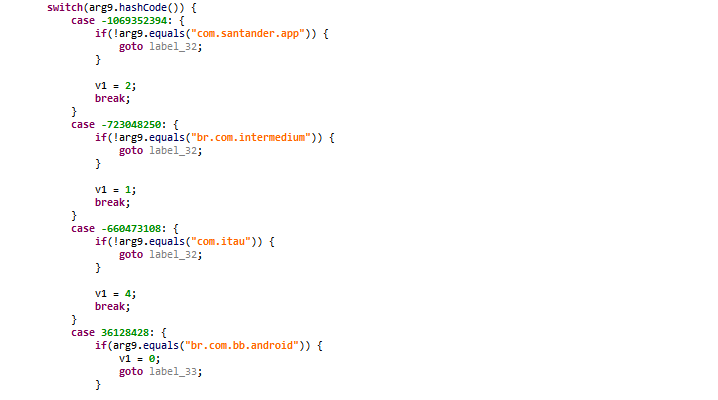 switch(arg9.hashCode()) {
case -1069352394: {
if(!arg9.equals("com.santander.app")) {
goto label_32;
}
v1 = 2;
break;
}
case -723048250: {
if(!arg9.equals("br.com.intermedium")) {
goto label_32;
}
v1 = 1;
break;
}
case -660473108: {
if(!arg9.equals("com.itau")) {
goto label_32;
}
v1 = 4;
break;
}
case 36128428: {
if(arg9.equals("br.com.bb.android")) {
v1 = 0;
goto label_33;
}